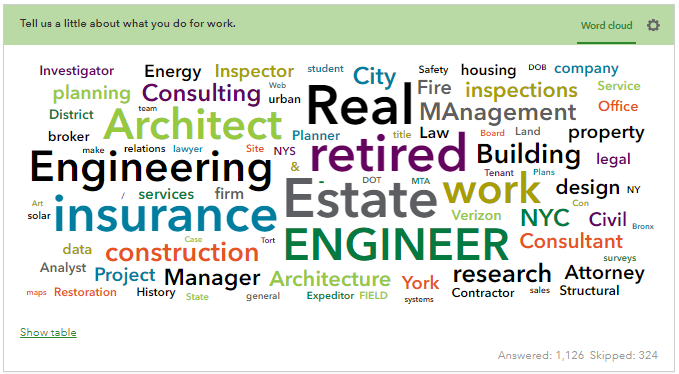 Tell us a little about what you do for work.
Word cloud
Investigator Energy Inspector student City Safety housing DOB company
planning Consulting Web urban Fire inspections Service
District team Architect Real MAnagement Office
broker make relations lawyer Site NYS Planner title Law Board Land property
Engineering & retired Building legal
Art solar / services firm - Estate DOT MTA work Tenant Plans design NY
insurance Verizon NYC Con Civil Bronx
data construction Case Tort ENGINEER Consultant
Analyst Project Manager Architecture York research Attorney surveys
maps Restoration History State general Expeditor FIELD systems Contractor sales Structural
Show table
Answered: 1,126 Skipped: 324